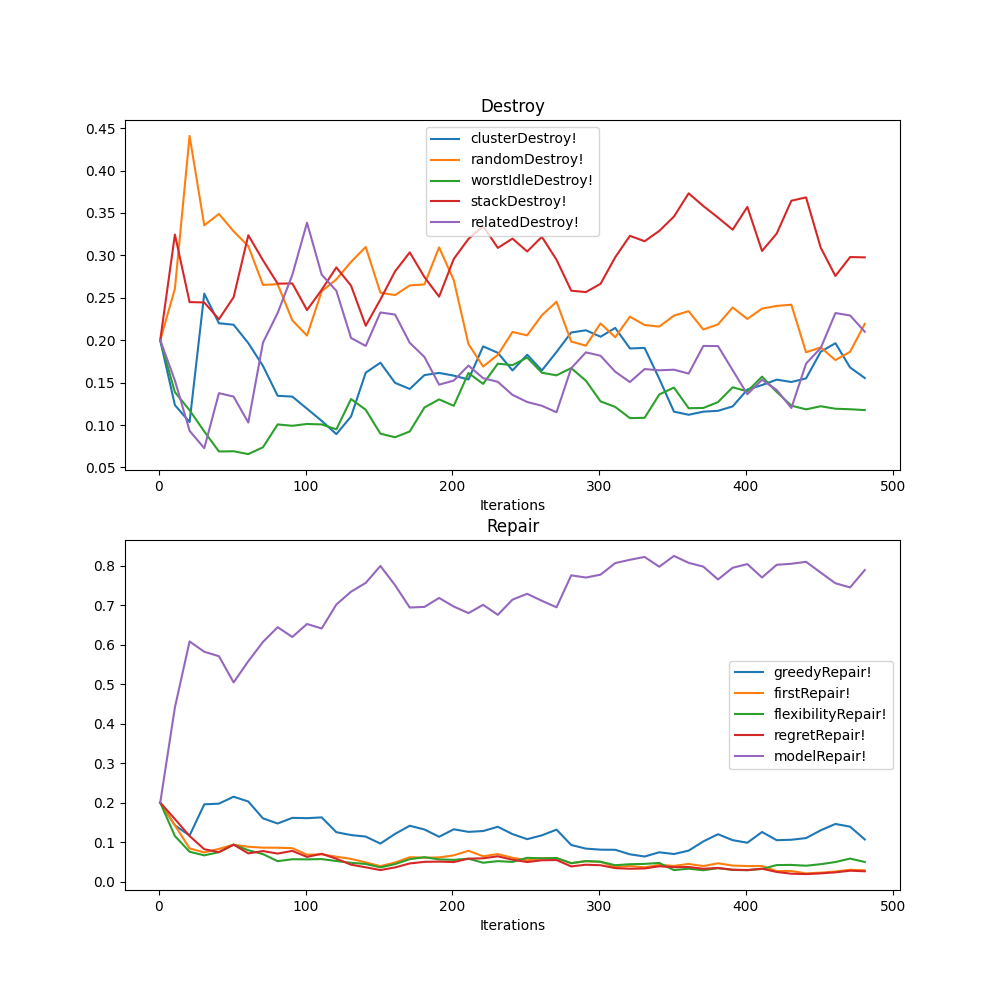 Destroy
0.45
0.40
0.35
0.30
0.25
0.20
0.15
0.10
0.05
clusterDestroy!
randomDestroy!
worstIdleDestroy!
stackDestroy!
relatedDestroy!
0 100 200 300 400 500
Iterations
Repair
0.8
0.7
0.6
0.5
0.4
0.3
0.2
0.1
0.0
greedyRepair!
firstRepair!
flexibilityRepair!
regretRepair!
modelRepair!
0 100 200 300 400 500
Iterations